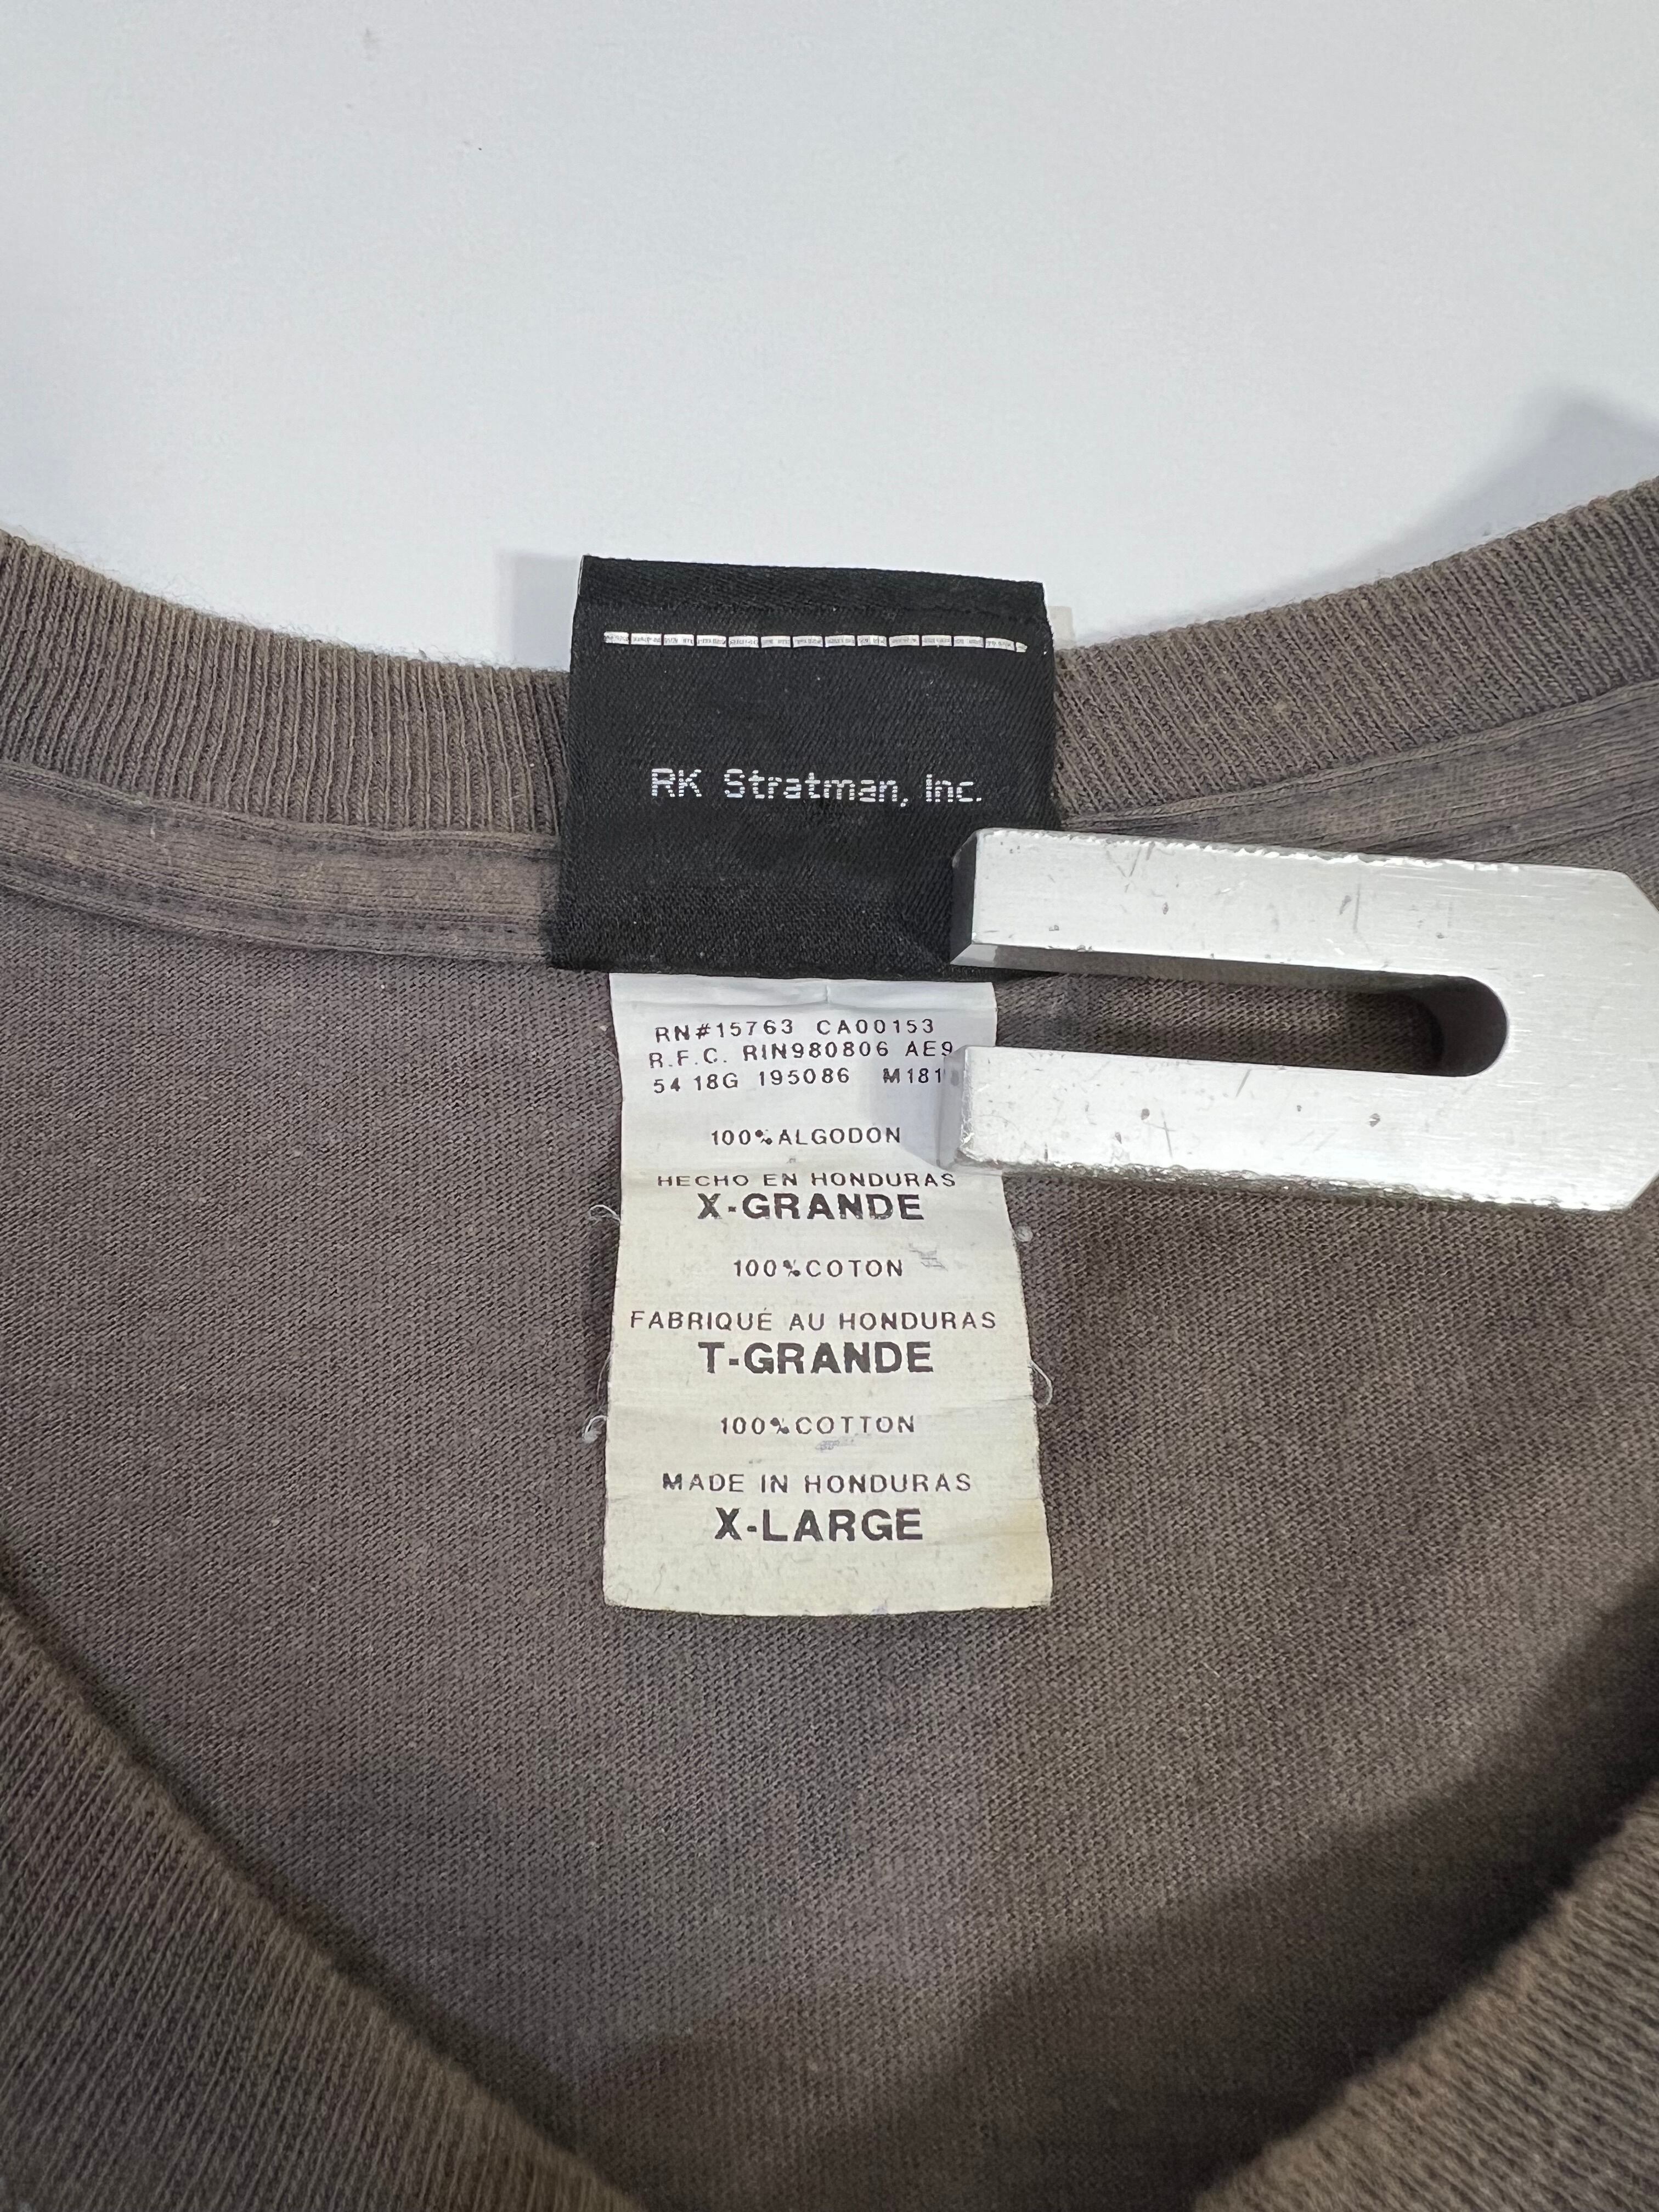 RK Stratman, Inc.
RN#15763 CA00153
R.F.C. RIN980806 AE9
54 18G 195086 M181
100%ALGODON
HECHO EN HONDURAS
X-GRANDE
100%COTON
FABRIQUÉ AU HONDURAS
T-GRANDE
100%COTTON
MADE IN HONDURAS
X-LARGE